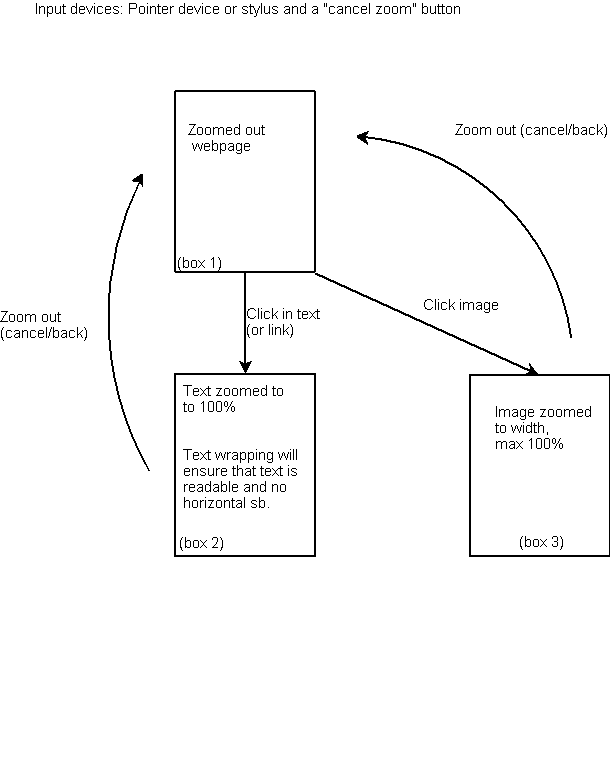 Input devices: Pointer device or stylus and a "cancel zoom" button
Zoomed out
webpage
(box 1)
Zoom out (cancel/back)
Zoom out
(cancel/back)
Click in text
(or link)
Click image
Text zoomed to
to 100%
Text wrapping will
ensure that text is
readable and no
horizontal sb.
(box 2)
Image zoomed
to width,
max 100%
(box 3)